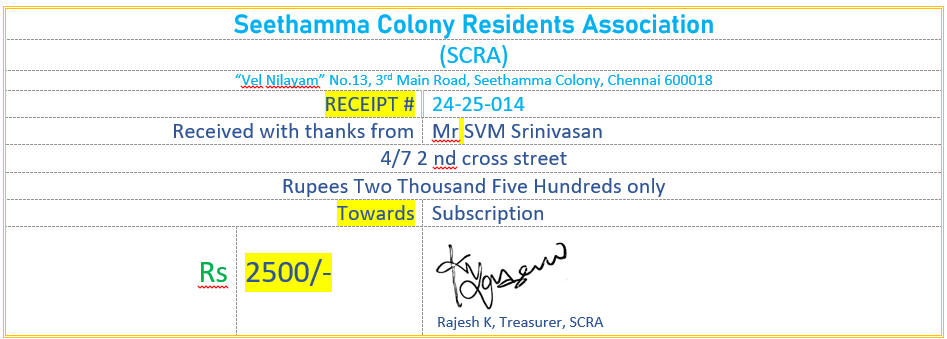 Seethamma Colony Residents Association
(SCRA)
“Vel Nilayam” No.13, 3rd Main Road, Seethamma Colony, Chennai 600018
RECEIPT # 24-25-014
Received with thanks from Mr SVM Srinivasan
4/7 2 nd cross street
Rupees Two Thousand Five Hundreds only
Towards Subscription
Rs 2500/-
Rajesh K, Treasurer, SCRA